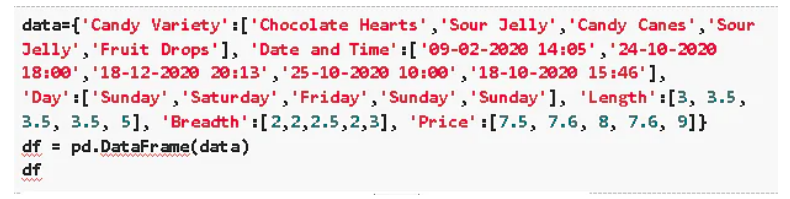 data={'Candy Variety':['Chocolate Hearts','Sour Jelly','Candy Canes','Sour
Jelly','Fruit Drops'], 'Date and Time':['09-02-2020 14:05','24-10-2020
18:00','18-12-2020 20:13','25-10-2020 10:00','18-10-2020 15:46'],
'Day':['Sunday','Saturday','Friday','Sunday','Sunday'], 'Length':[3, 3.5,
3.5, 3.5, 5], 'Breadth':[2,2,2.5,2,3], 'Price':[7.5, 7.6, 8, 7.6, 9]}
df = pd.DataFrame(data)
df